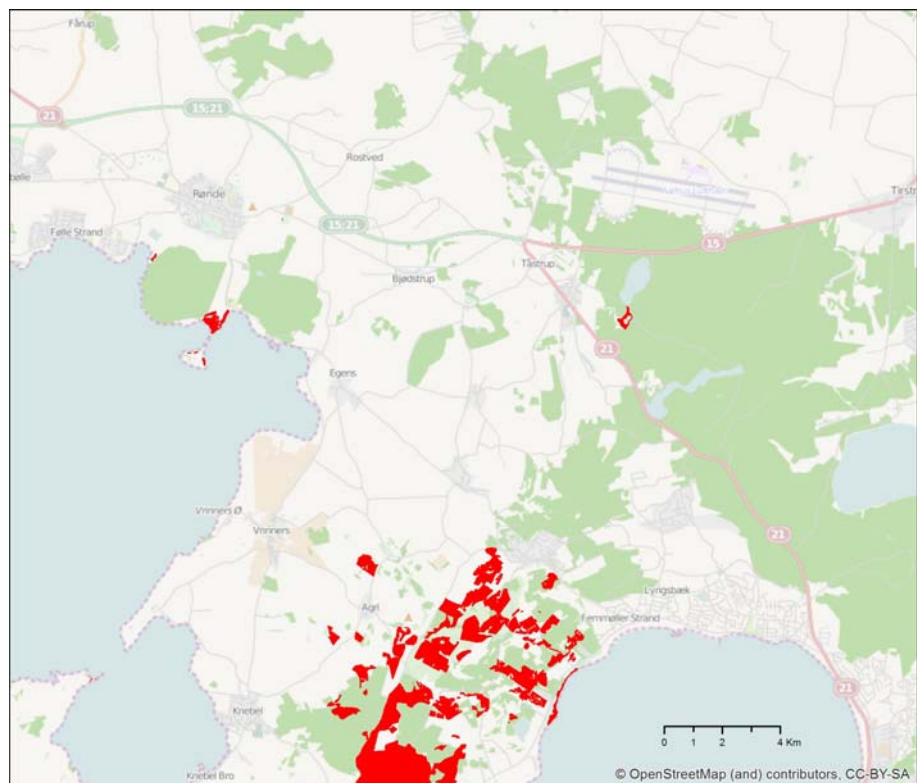 Fårup
21
15;21
Rostved
bølle
Rønde
Tirstr
Følle Strand
15;21
15
Tåstrup
Bjødstrup
21
Egens
Vrinners Ø
Vrinners
21
Lyngsbæk
Agri
Femmøller Strand
21
Knebel
0 1 2 4 Km
Knebel Bro
© OpenStreetMap (and) contributors, CC-BY-SA